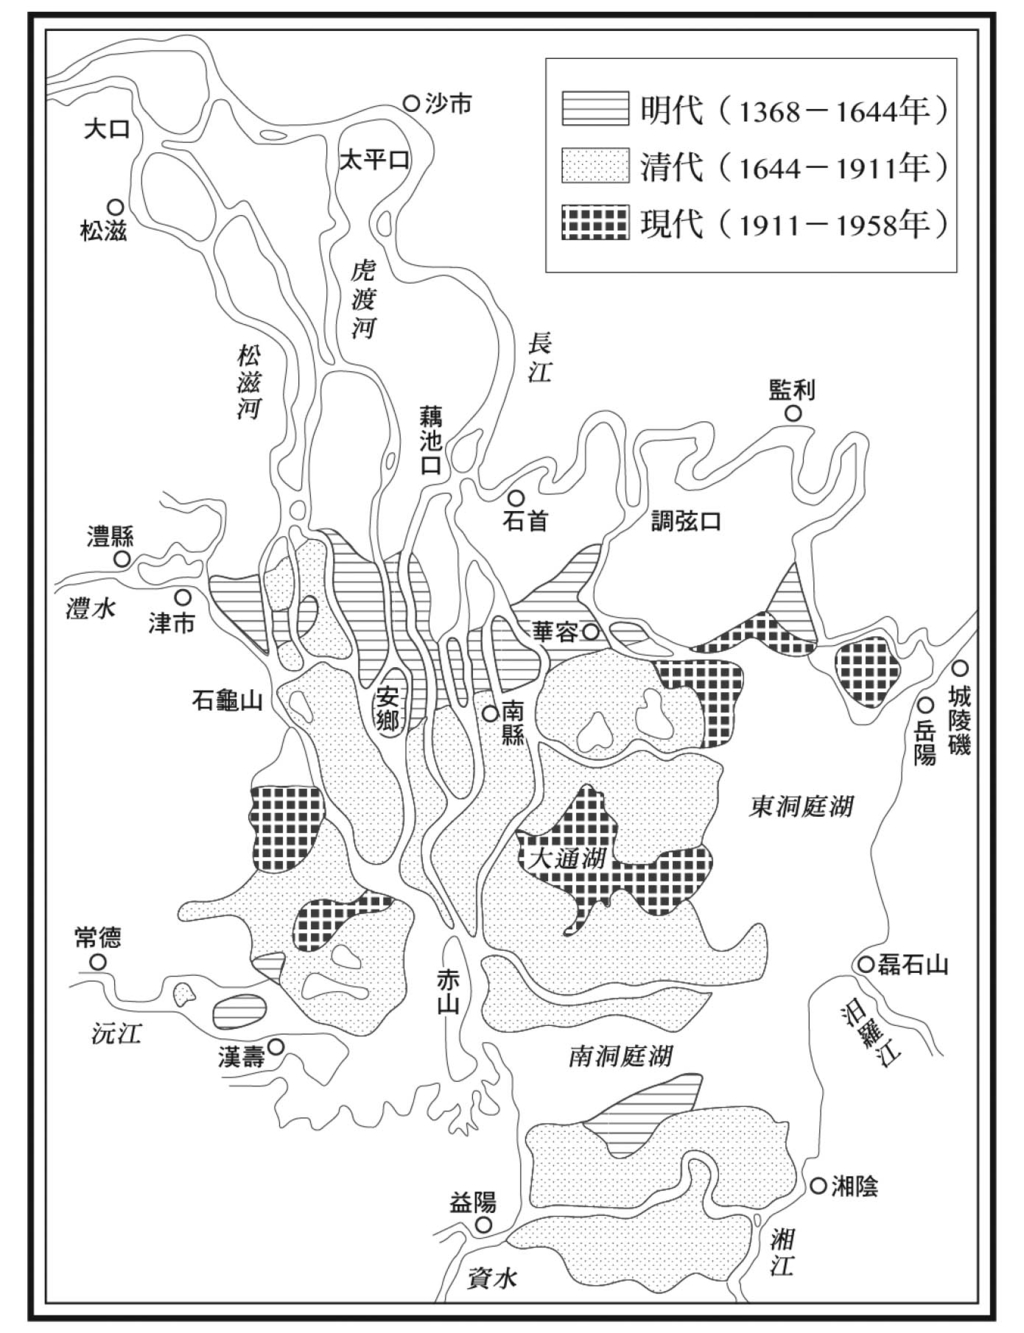 明代（1368－1644年）
清代（1644－1911年）
現代（1911－1958年）
沙市
大口
太平口
松滋
虎渡河
松滋河
長江
監利
藕池口
石首
調弦口
澧縣
澧水
津市
華容
石龜山
安鄉
南縣
城陵磯
岳陽
東洞庭湖
大通湖
常德
赤山
磊石山
沅江
漢壽
汨羅江
南洞庭湖
益陽
湘陰
湘江
資水